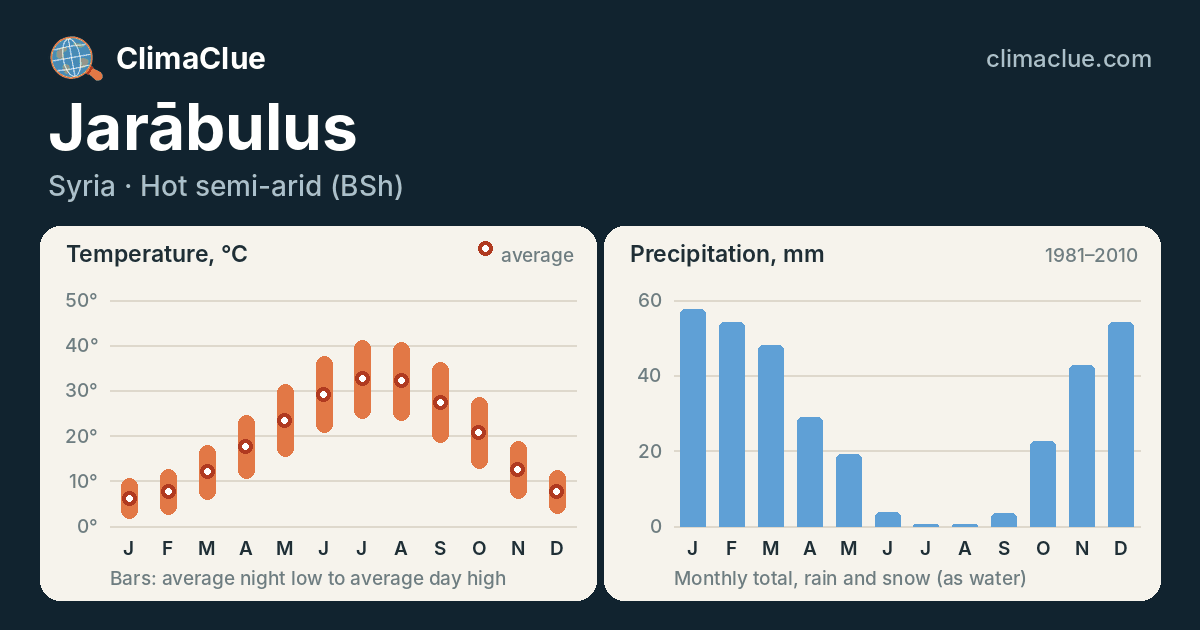 ClimaClue
climaclue.com
Jarābulus
Syria · Hot semi-arid (BSh)
Temperature, °C
average
50°
40°
30°
20°
10°
0°
J F M A M J J A S O N D
Bars: average night low to average day high
Precipitation, mm
1981–2010
60
40
20
0
J F M A M J J A S O N D
Monthly total, rain and snow (as water)